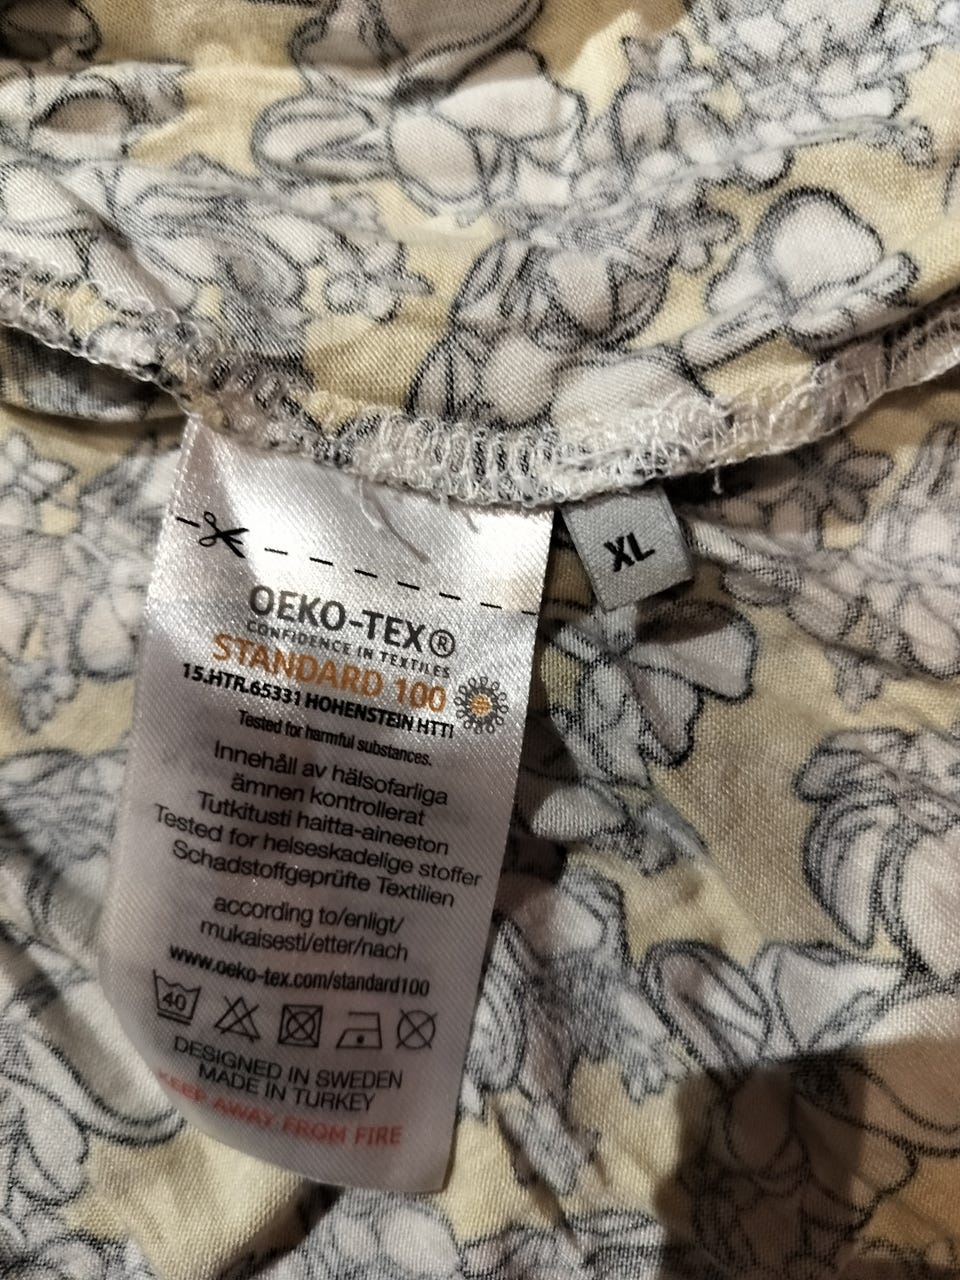 XL
OEKO-TEX®
CONFIDENCE IN TEXTILES
STANDARD 100
15.HTR.65331 HOHENSTEIN HTTI
Tested for harmful substances.
Innehåll av hälsofarliga
ämnen kontrollerat
Tutkitusti haitta-aineeton
Tested for helseskadelige stoffer
Schadstoffgeprüfte Textilien
according to/enligt/
mukaisesti/etter/nach
www.oeko-tex.com/standard100
40
DESIGNED IN SWEDEN
MADE IN TURKEY
KEEP AWAY FROM FIRE